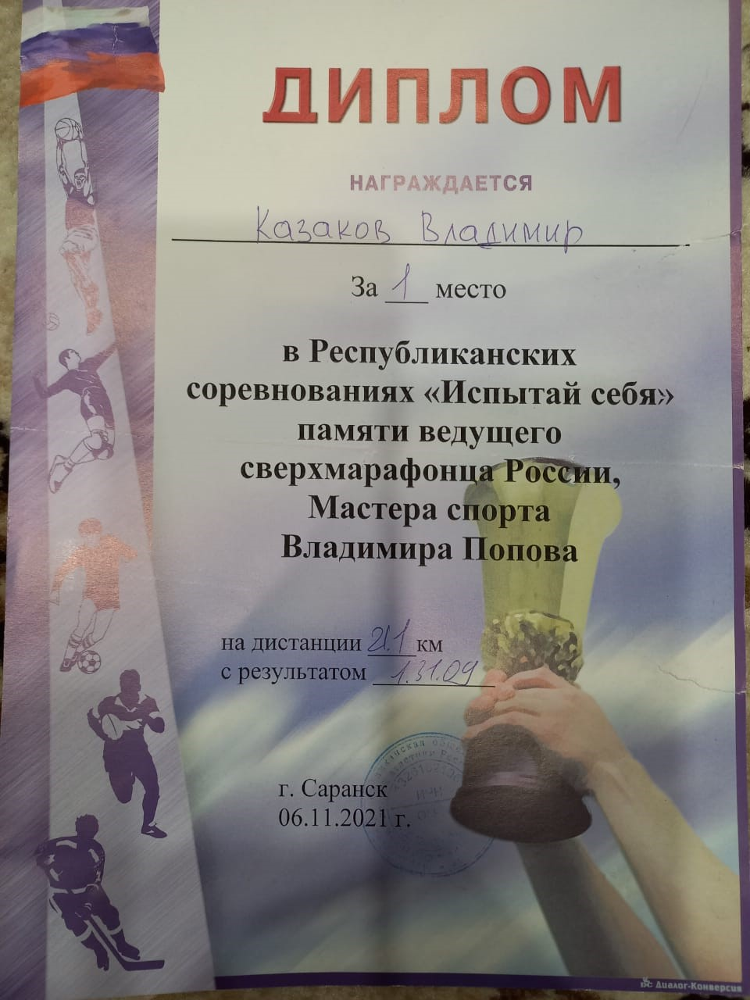 ДИПЛОМ
НАГРАЖДАЕТСЯ
Казаков Владимир
За 1 место
в Республиканских
соревнованиях «Испытай себя»
памяти ведущего
сверхмарафонца России,
Мастера спорта
Владимира Попова
на дистанции 21.1 км
с результатом 1.31.09
г. Саранск
06.11.2021 г.
ИНН
Диалог-Конверсия